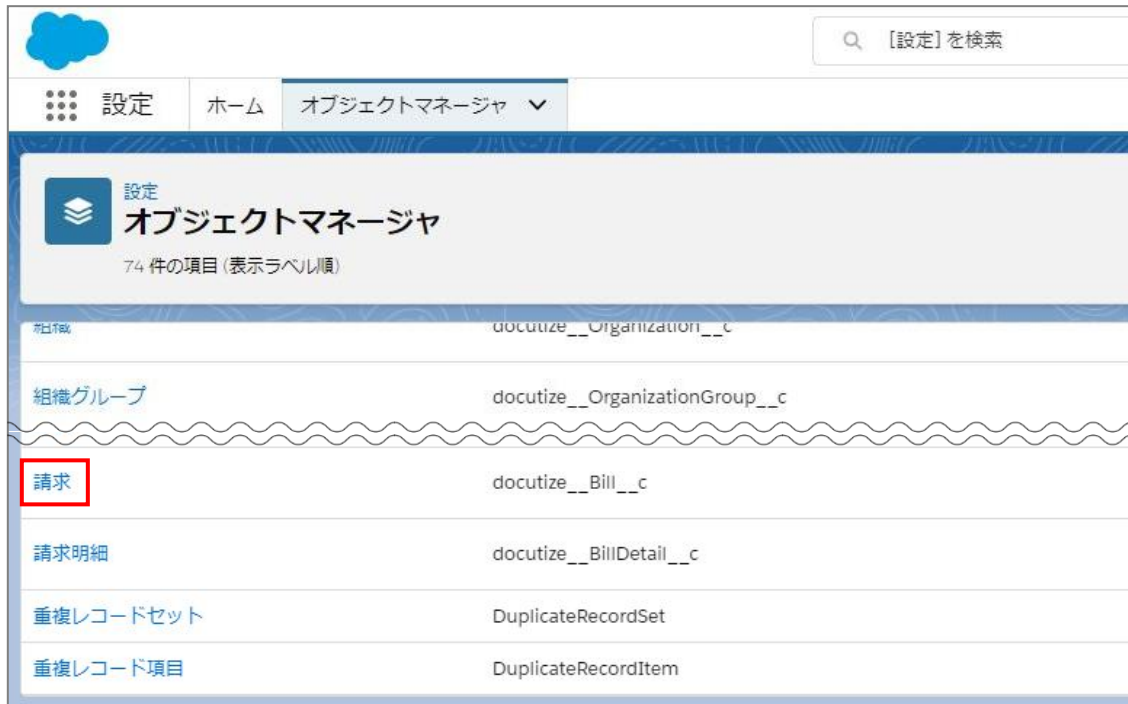 [設定] を検索
設定 ホーム オブジェクトマネージャ
設定
オブジェクトマネージャ
74 件の項目 (表示ラベル順)
組織 docutize__Organization__c
組織グループ docutize__OrganizationGroup__c
請求 docutize__Bill__c
請求明細 docutize__BillDetail__c
重複レコードセット DuplicateRecordSet
重複レコード項目 DuplicateRecordItem